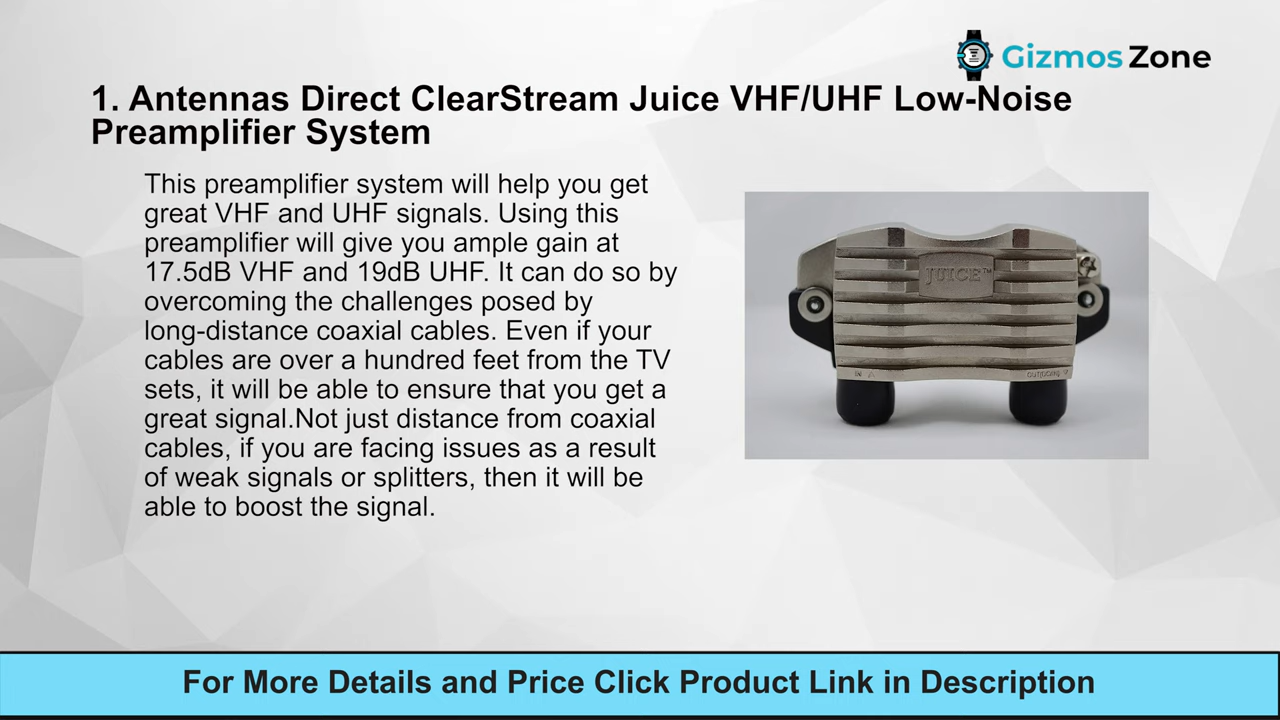 Gizmos Zone
1. Antennas Direct ClearStream Juice VHF/UHF Low-Noise
Preamplifier System
This preamplifier system will help you get
great VHF and UHF signals. Using this
preamplifier will give you ample gain at
17.5dB VHF and 19dB UHF. It can do so by
overcoming the challenges posed by
long-distance coaxial cables. Even if your
cables are over a hundred feet from the TV
sets, it will be able to ensure that you get a
great signal.Not just distance from coaxial
cables, if you are facing issues as a result
of weak signals or splitters, then it will be
able to boost the signal.
JUICE™
For More Details and Price Click Product Link in Description